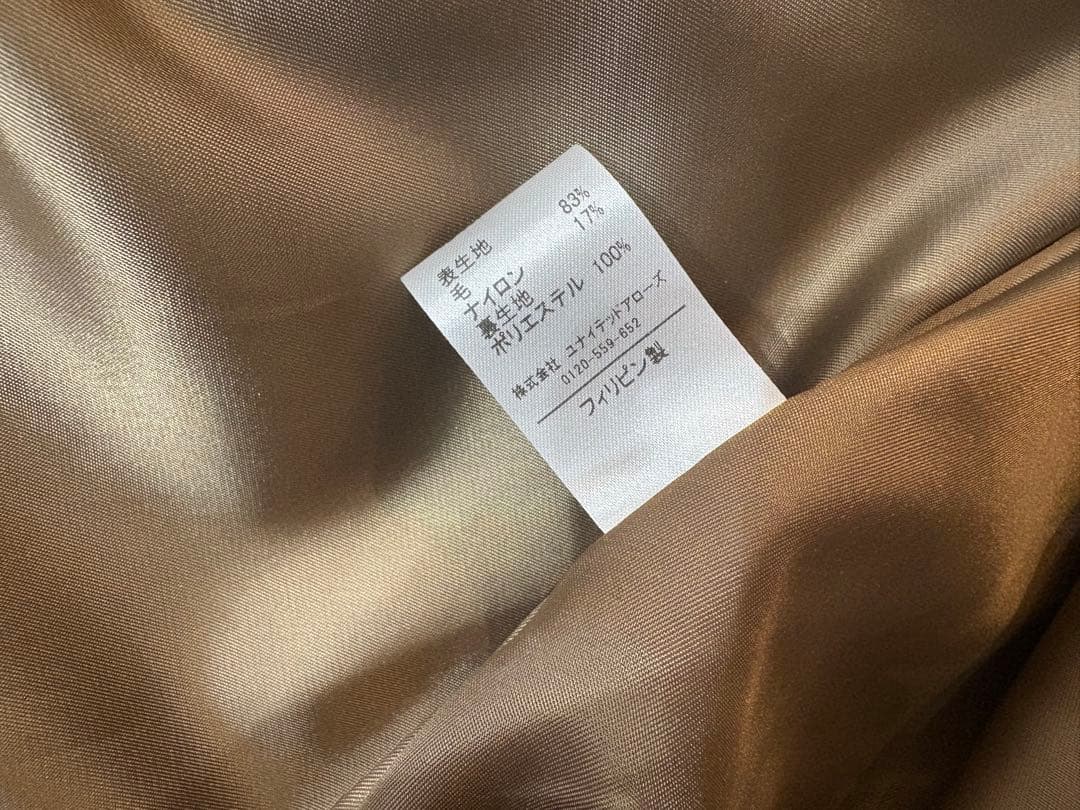 表生地
毛 83%
ナイロン 17%
裏生地
ポリエステル 100%
株式会社 ユナイテッドアローズ
0120-559-652
フィリピン製